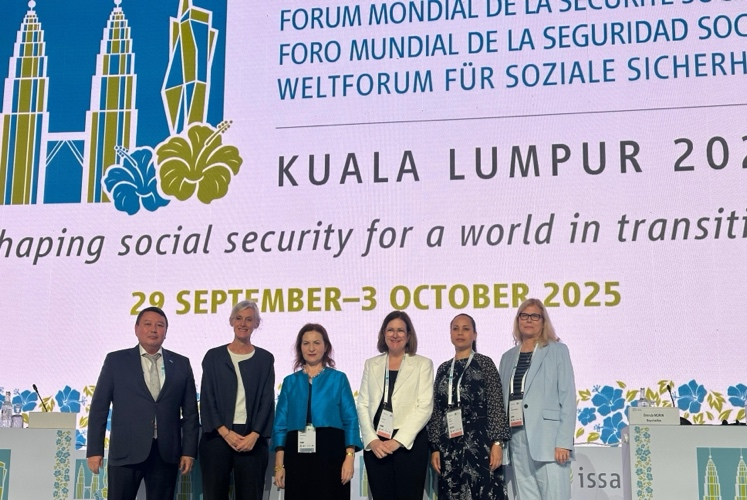 FORUM MONDIAL DE LA SÉCURITÉ SOC
FORO MUNDIAL DE LA SEGURIDAD SOC
WELTFORUM FÜR SOZIALE SICHERH
KUALA LUMPUR 202
haping social security for a world in transiti
29 SEPTEMBER–3 OCTOBER 2025
issa